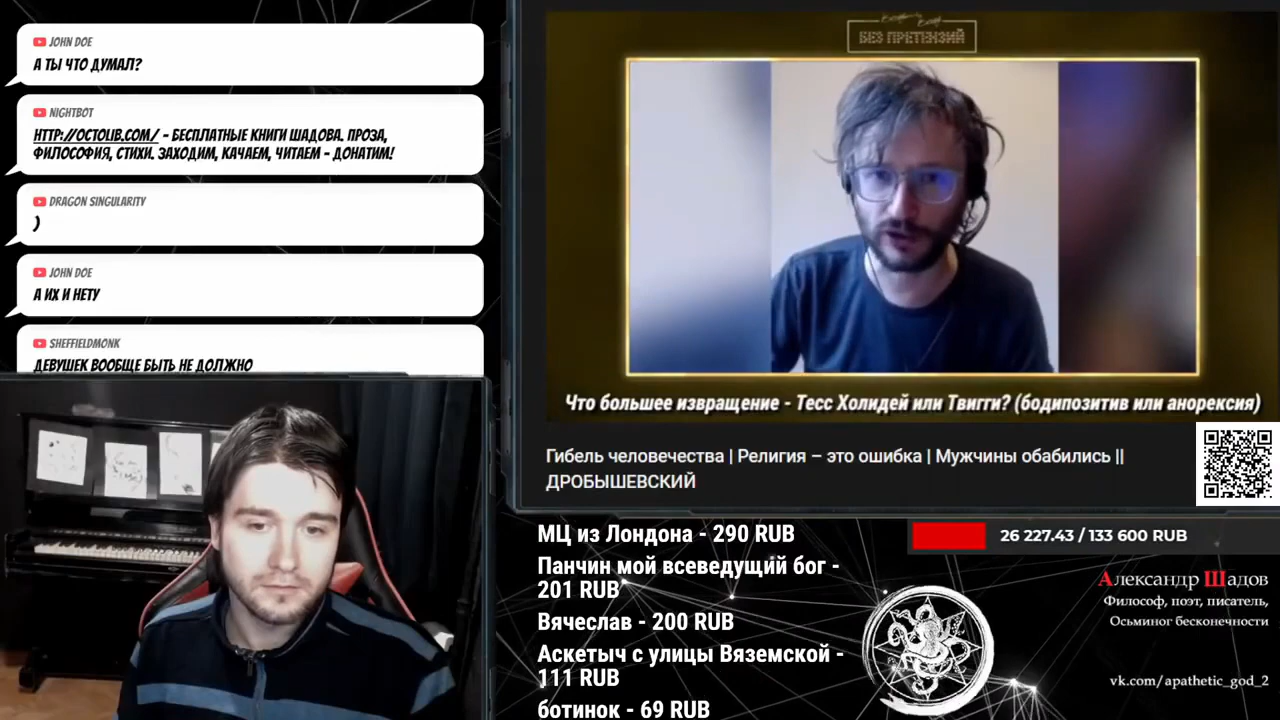 JOHN DOE
А ТЫ ЧТО ДУМАЛ?
NIGHTBOT
HTTP://OCTOLIB.COM/ - БЕСПЛАТНЫЕ КНИГИ ШАДОВА. ПРОЗА,
ФИЛОСОФИЯ, СТИХИ. ЗАХОДИМ, КАЧАЕМ, ЧИТАЕМ - ДОНАТИМ!
DRAGON SINGULARITY
)
JOHN DOE
А ИХ И НЕТУ
SHEFFIELDMONK
ДЕВУШЕК ВООБЩЕ БЫТЬ НЕ ДОЛЖНО
БЕЗ ПРЕТЕНЗИЙ
Что большее извращение - Тесс Холидей или Твигги? (бодипозитив или анорексия)
Гибель человечества | Религия – это ошибка | Мужчины обабились ||
ДРОБЫШЕВСКИЙ
МЦ из Лондона - 290 RUB
Панчин мой всеведущий бог -
201 RUB
Вячеслав - 200 RUB
Аскетыч с улицы Вяземской -
111 RUB
ботинок - 69 RUB
26 227.43 / 133 600 RUB
Александр Шадов
Философ, поэт, писатель,
Осьминог бесконечности
vk.com/apathetic_god_2